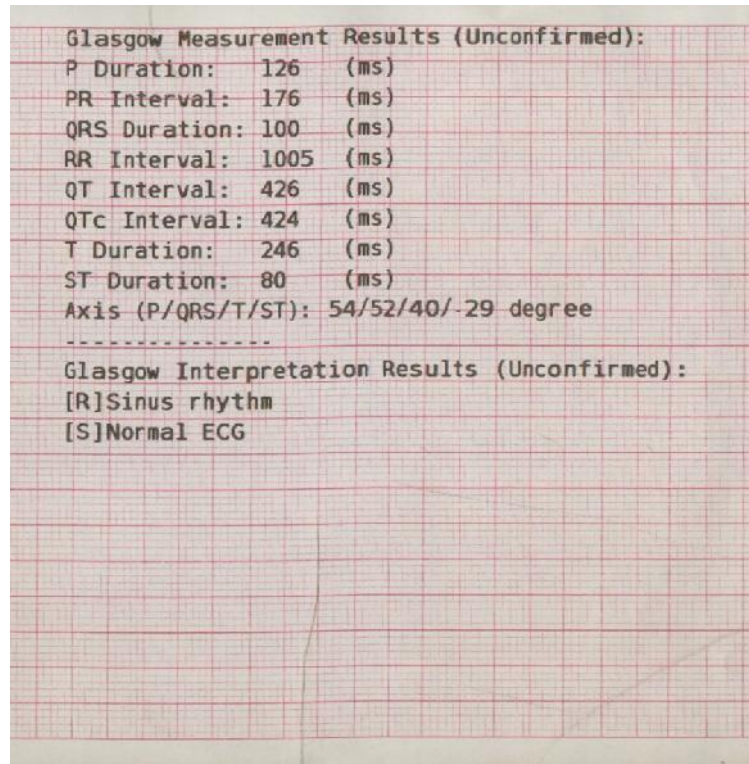 Glasgow Measurement Results (Unconfirmed):
P Duration: 126 (ms)
PR Interval: 176 (ms)
QRS Duration: 100 (ms)
RR Interval: 1005 (ms)
QT Interval: 426 (ms)
QTc Interval: 424 (ms)
T Duration: 246 (ms)
ST Duration: 80 (ms)
Axis (P/QRS/T/ST): 54/52/40/-29 degree
---------------
Glasgow Interpretation Results (Unconfirmed):
[R]Sinus rhythm
[S]Normal ECG